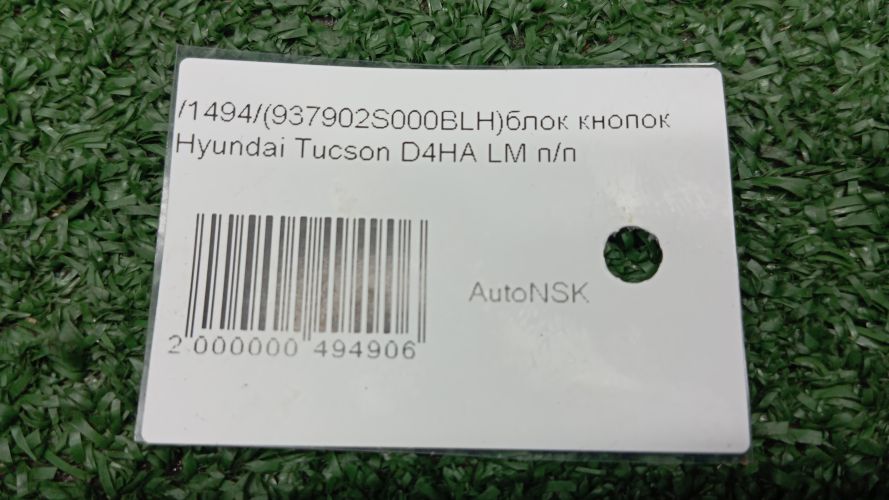 /1494/(937902S000BLH)блок кнопок
Hyundai Tucson D4HA LM п/п
AutoNSK
2 000000 494906